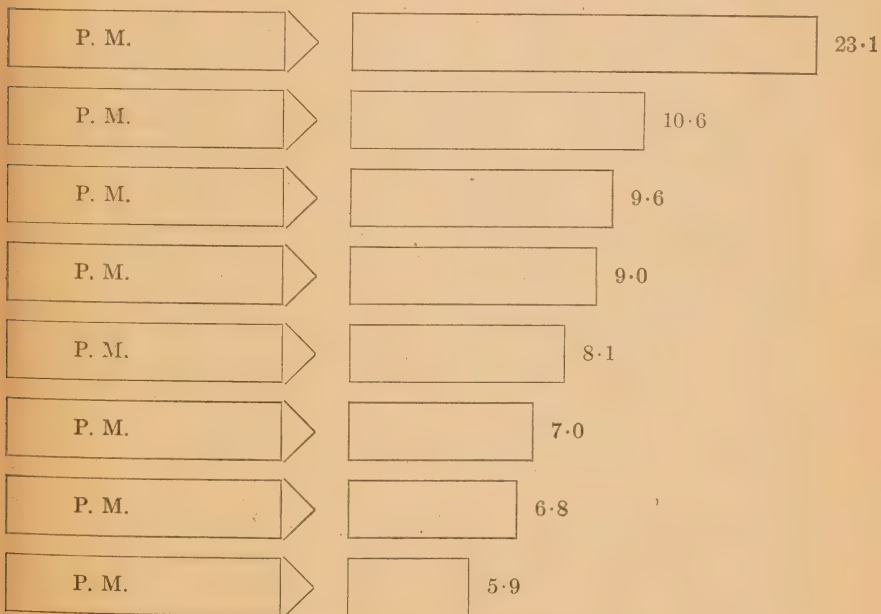 P. M. 23·1
P. M. 10·6
P. M. 9·6
P. M. 9·0
P. M. 8·1
P. M. 7·0
P. M. 6·8
P. M. 5·9